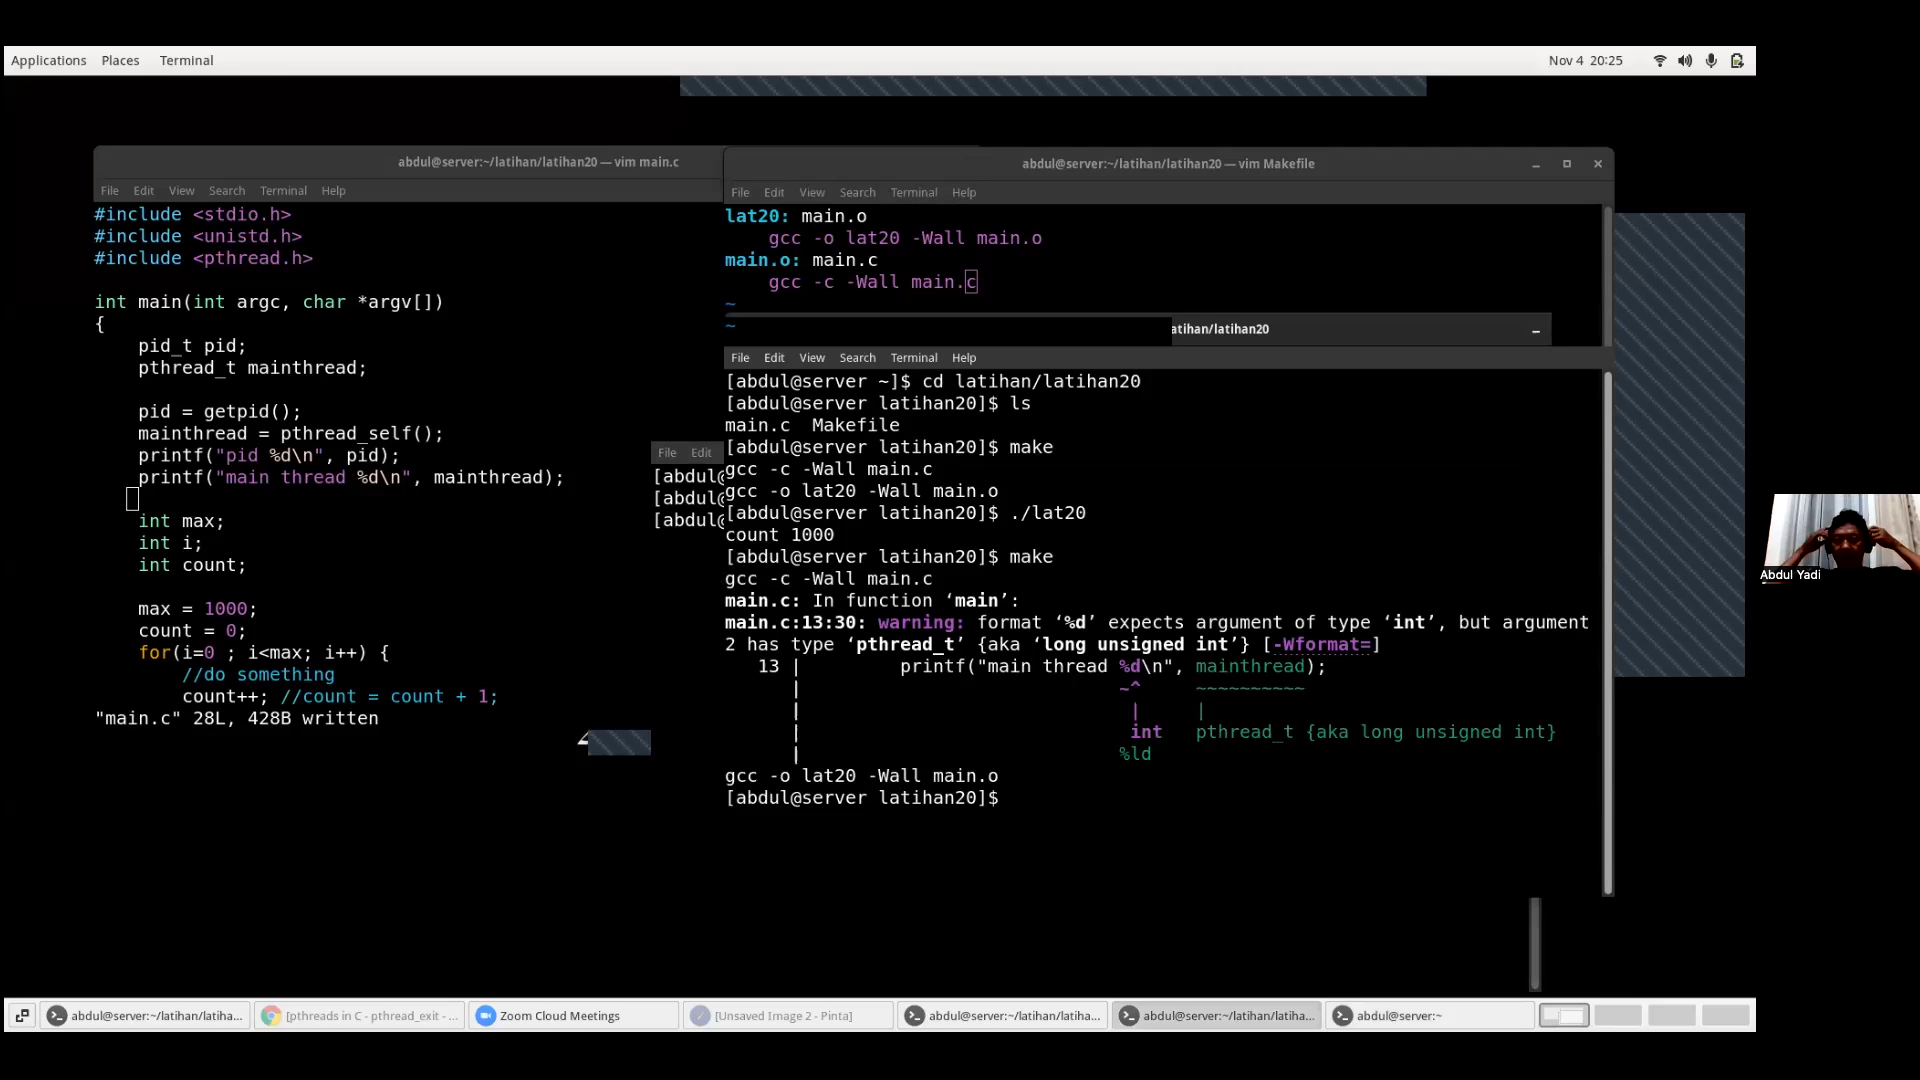 Applications Places Terminal
Nov 4 20:25
abdul@server:~/latihan/latihan20 — vim main.c
File Edit View Search Terminal Help
#include <stdio.h>
#include <unistd.h>
#include <pthread.h>
int main(int argc, char *argv[])
{
pid_t pid;
pthread_t mainthread;
pid = getpid();
mainthread = pthread_self();
printf("pid %d\n", pid);
printf("main thread %d\n", mainthread);
int max;
int i;
int count;
max = 1000;
count = 0;
for(i=0 ; i<max; i++) {
//do something
count++; //count = count + 1;
"main.c" 28L, 428B written
File Edit
[abdul@
[abdul@
[abdul@
abdul@server:~/latihan/latihan20 — vim Makefile
File Edit View Search Terminal Help
lat20: main.o
gcc -o lat20 -Wall main.o
main.o: main.c
gcc -c -Wall main.c
~
~
atihan/latihan20
File Edit View Search Terminal Help
[abdul@server ~]$ cd latihan/latihan20
[abdul@server latihan20]$ ls
main.c  Makefile
[abdul@server latihan20]$ make
gcc -c -Wall main.c
gcc -o lat20 -Wall main.o
[abdul@server latihan20]$ ./lat20
count 1000
[abdul@server latihan20]$ make
gcc -c -Wall main.c
main.c: In function ‘main’:
main.c:13:30: warning: format ‘%d’ expects argument of type ‘int’, but argument
2 has type ‘pthread_t’ {aka ‘long unsigned int’} [-Wformat=]
13 | printf("main thread %d\n", mainthread);
| ~^ ~~~~~~~~~~
| | |
| int pthread_t {aka long unsigned int}
| %ld
gcc -o lat20 -Wall main.o
[abdul@server latihan20]$
Abdul Yadi
abdul@server:~/latihan/latiha...
[pthreads in C - pthread_exit - ...
Zoom Cloud Meetings
[Unsaved Image 2 - Pinta]
abdul@server:~/latihan/latiha...
abdul@server:~/latihan/latiha...
abdul@server:~